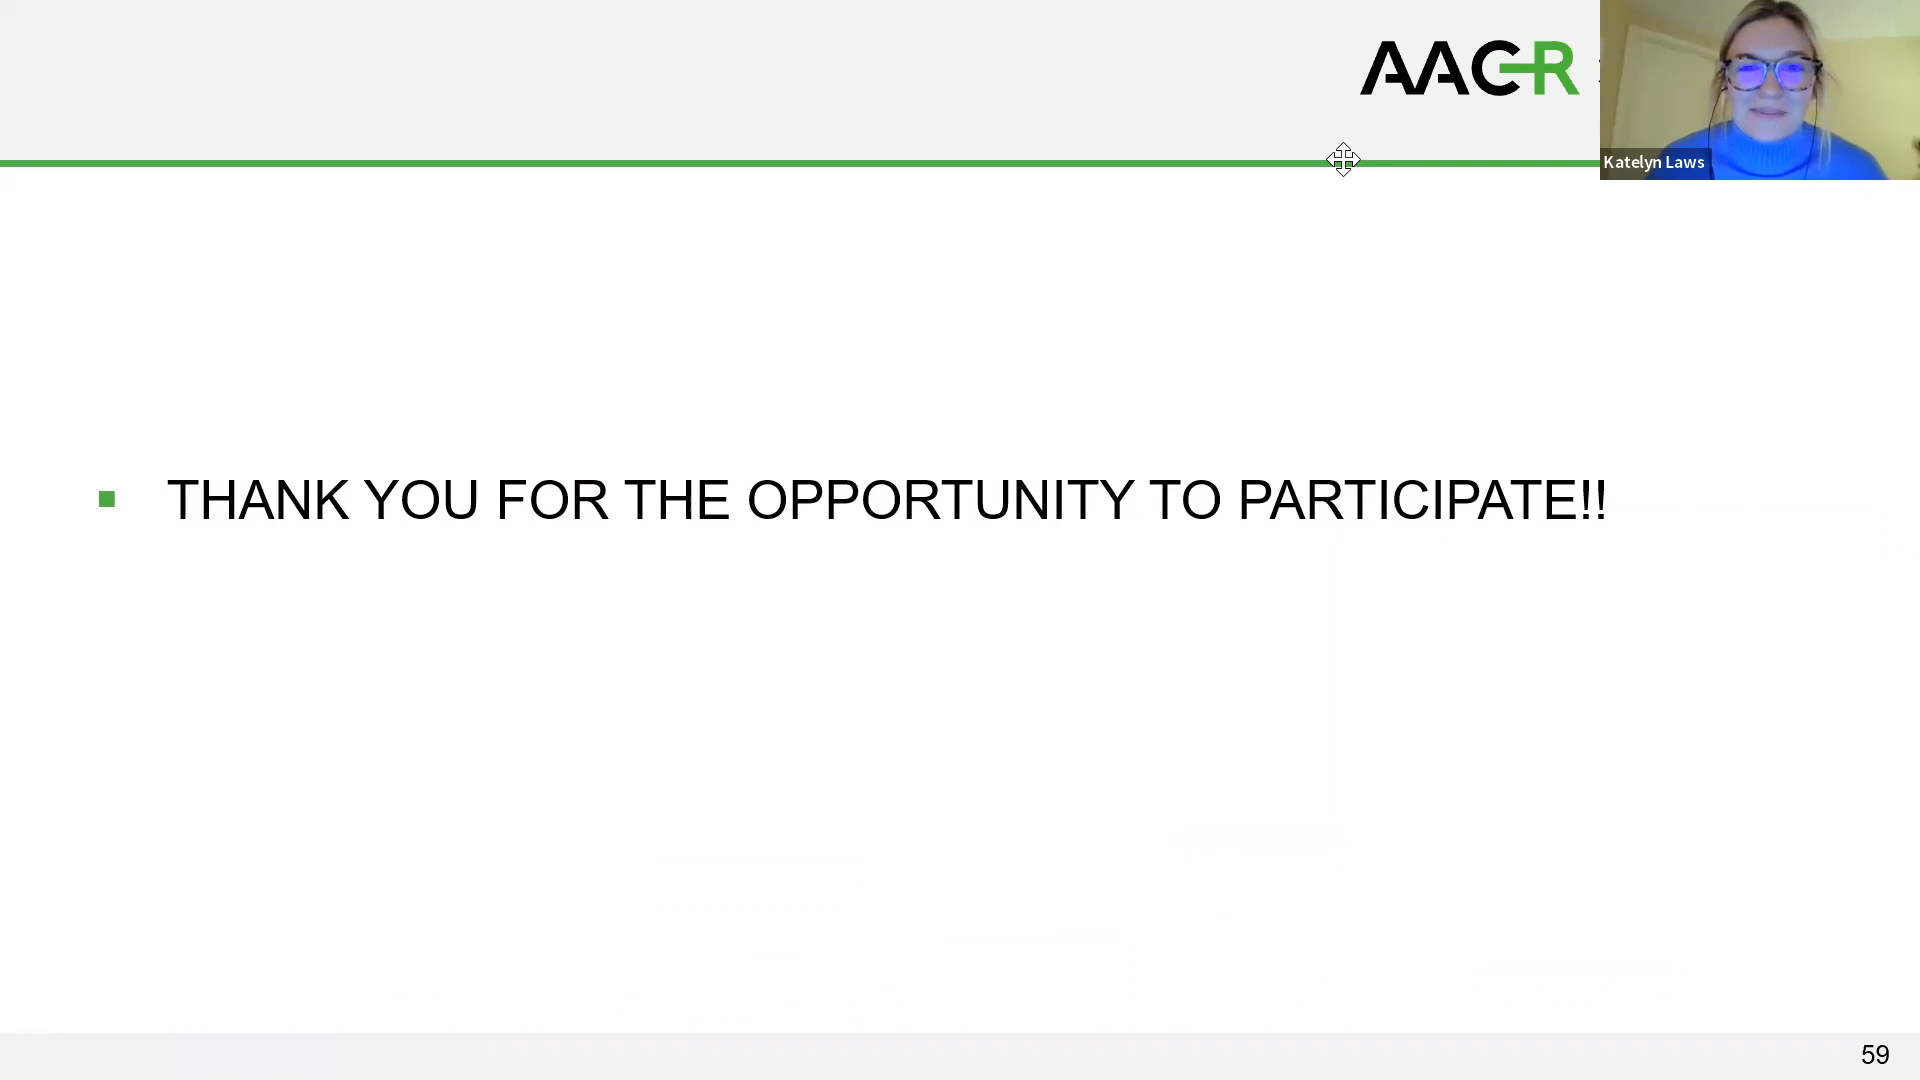 AACR
Katelyn Laws
THANK YOU FOR THE OPPORTUNITY TO PARTICIPATE!!
59